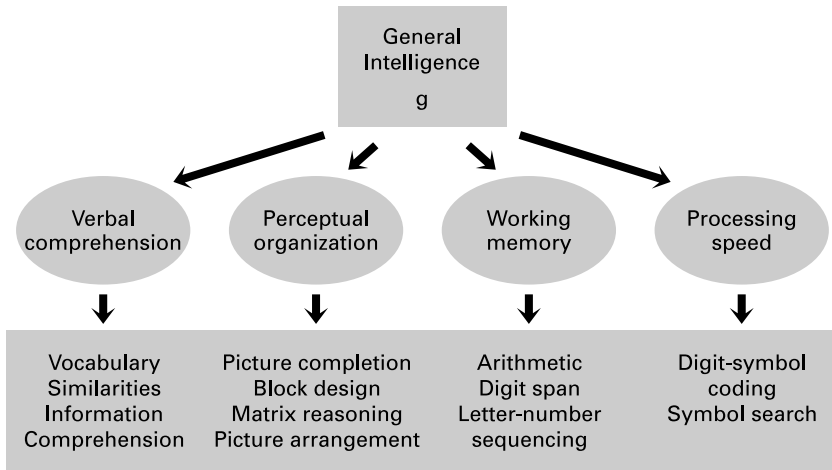 General
Intelligence
g
Verbal
comprehension
Perceptual
organization
Working
memory
Processing
speed
Vocabulary
Similarities
Information
Comprehension
Picture completion
Block design
Matrix reasoning
Picture arrangement
Arithmetic
Digit span
Letter-number
sequencing
Digit-symbol
coding
Symbol search